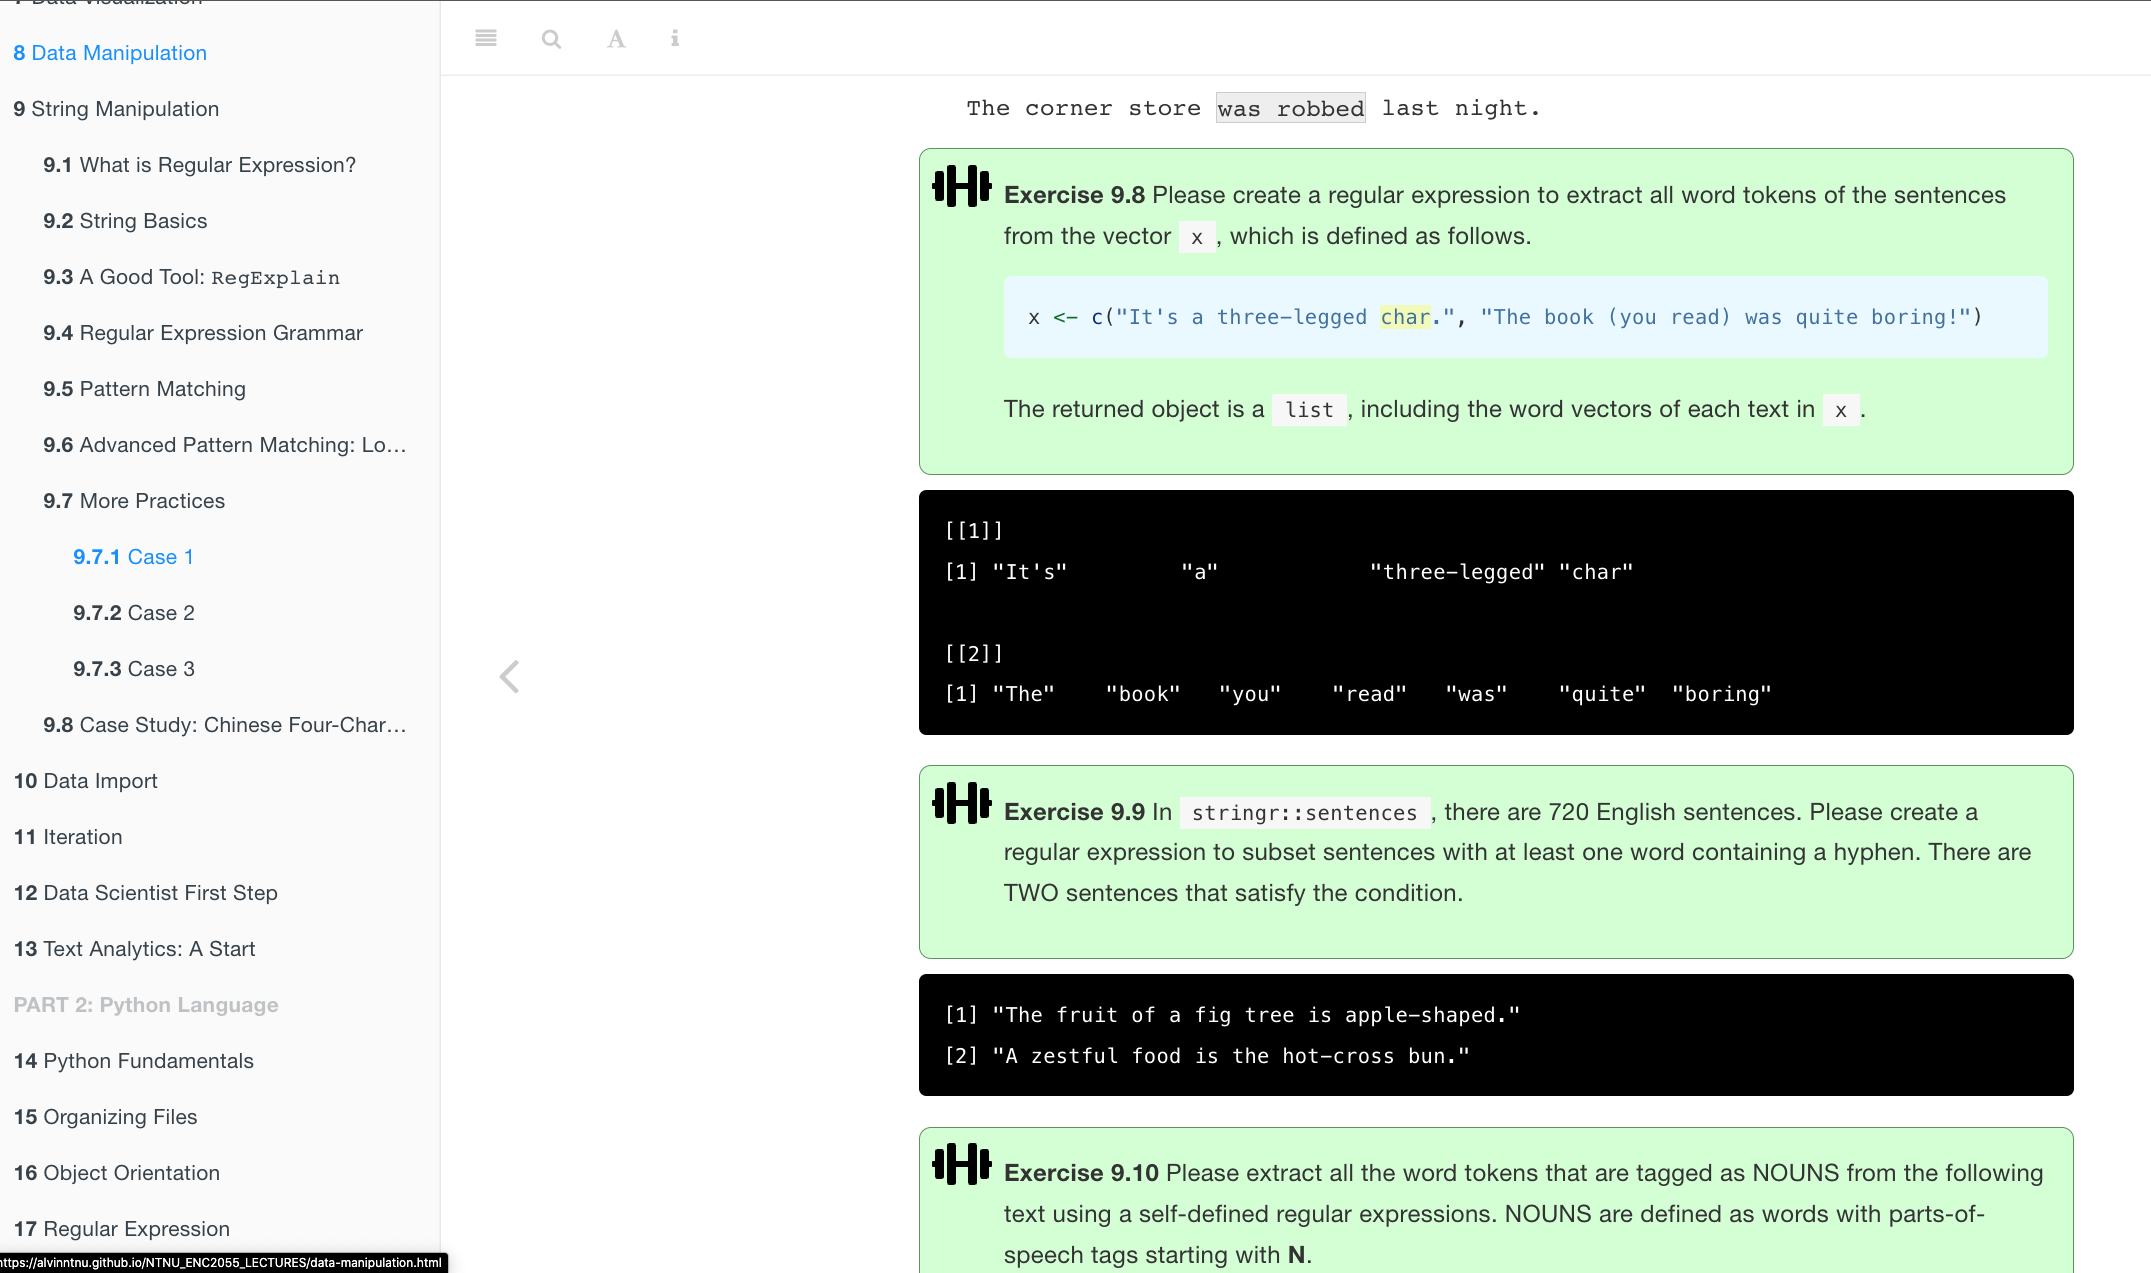 7 Data Visualization
8 Data Manipulation
9 String Manipulation
9.1 What is Regular Expression?
9.2 String Basics
9.3 A Good Tool: RegExplain
9.4 Regular Expression Grammar
9.5 Pattern Matching
9.6 Advanced Pattern Matching: Lo...
9.7 More Practices
9.7.1 Case 1
9.7.2 Case 2
9.7.3 Case 3
9.8 Case Study: Chinese Four-Char...
10 Data Import
11 Iteration
12 Data Scientist First Step
13 Text Analytics: A Start
PART 2: Python Language
14 Python Fundamentals
15 Organizing Files
16 Object Orientation
17 Regular Expression
https://alvinntnu.github.io/NTNU_ENC2055_LECTURES/data-manipulation.html
A i
The corner store was robbed last night.
Exercise 9.8 Please create a regular expression to extract all word tokens of the sentences
from the vector x, which is defined as follows.
x <- c("It's a three-legged char.", "The book (you read) was quite boring!")
The returned object is a list, including the word vectors of each text in x.
[[1]]
[1] "It's" "a" "three-legged" "char"
[[2]]
[1] "The" "book" "you" "read" "was" "quite" "boring"
Exercise 9.9 In stringr::sentences, there are 720 English sentences. Please create a
regular expression to subset sentences with at least one word containing a hyphen. There are
TWO sentences that satisfy the condition.
[1] "The fruit of a fig tree is apple-shaped."
[2] "A zestful food is the hot-cross bun."
Exercise 9.10 Please extract all the word tokens that are tagged as NOUNS from the following
text using a self-defined regular expressions. NOUNS are defined as words with parts-of-
speech tags starting with N.